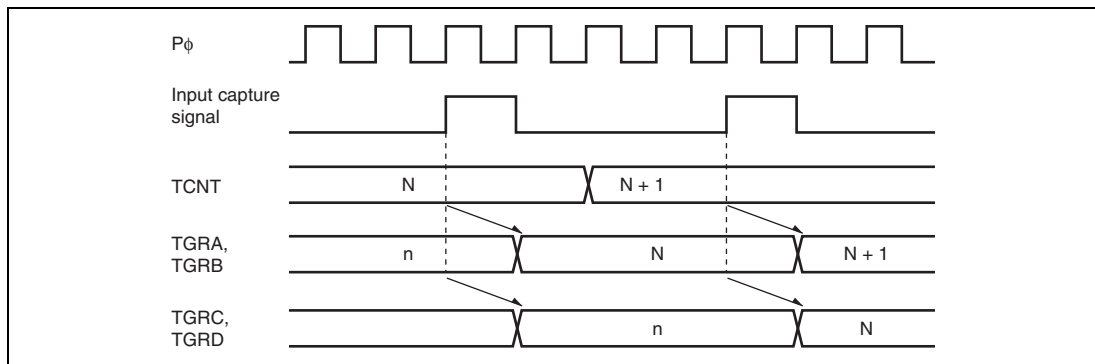 Pϕ
Input capture
signal
TCNT
N
N + 1
TGRA,
TGRB
n
N
N + 1
TGRC,
TGRD
n
N